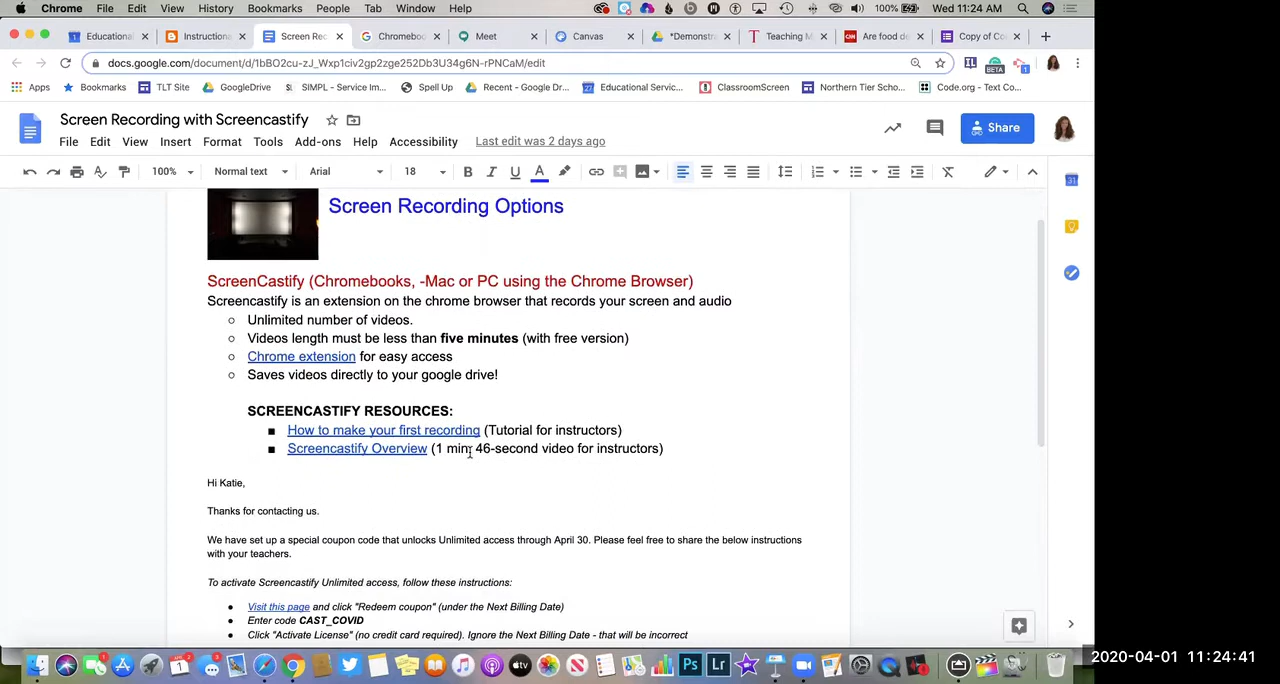 Chrome File Edit View History Bookmarks People Tab Window Help 100% Wed 11:24 AM
Educational Instructiona Screen Rec Chromeboo Meet Canvas *Demonstra Teaching M Are food de Copy of Co
docs.google.com/document/d/1bBO2cu-zJ_Wxp1civ2gp2zge252Db3U34g6N-rPNCaM/edit
BETA
1
Apps Bookmarks TLT Site GoogleDrive SIMPL - Service Im... Spell Up Recent - Google Dr... Educational Servic... ClassroomScreen Northern Tier Scho... Code.org - Text Co...
Screen Recording with Screencastify
Share
File Edit View Insert Format Tools Add-ons Help Accessibility Last edit was 2 days ago
100% Normal text Arial 18 B I U A
Screen Recording Options
ScreenCastify (Chromebooks, -Mac or PC using the Chrome Browser)
Screencastify is an extension on the chrome browser that records your screen and audio
Unlimited number of videos.
Videos length must be less than five minutes (with free version)
Chrome extension for easy access
Saves videos directly to your google drive!
SCREENCASTIFY RESOURCES:
How to make your first recording (Tutorial for instructors)
Screencastify Overview (1 min, 46-second video for instructors)
Hi Katie,
Thanks for contacting us.
We have set up a special coupon code that unlocks Unlimited access through April 30. Please feel free to share the below instructions
with your teachers.
To activate Screencastify Unlimited access, follow these instructions:
Visit this page and click "Redeem coupon" (under the Next Billing Date)
Enter code CAST_COVID
Click "Activate License" (no credit card required). Ignore the Next Billing Date - that will be incorrect
tv Ps Lr
2020-04-01 11:24:41